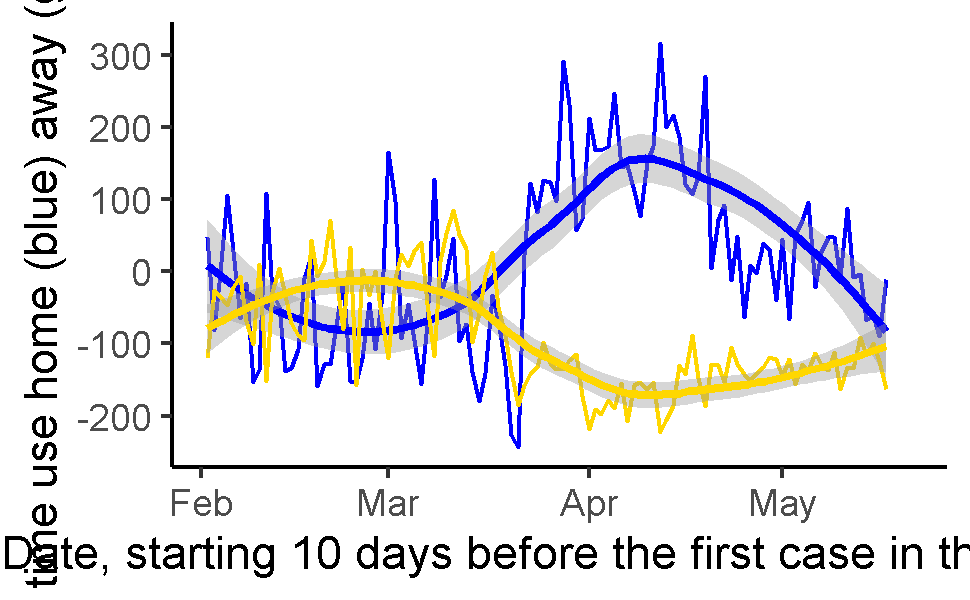 time use home (blue) away (
300
200
100
0
-100
-200
Feb Mar Apr May
Date, starting 10 days before the first case in th